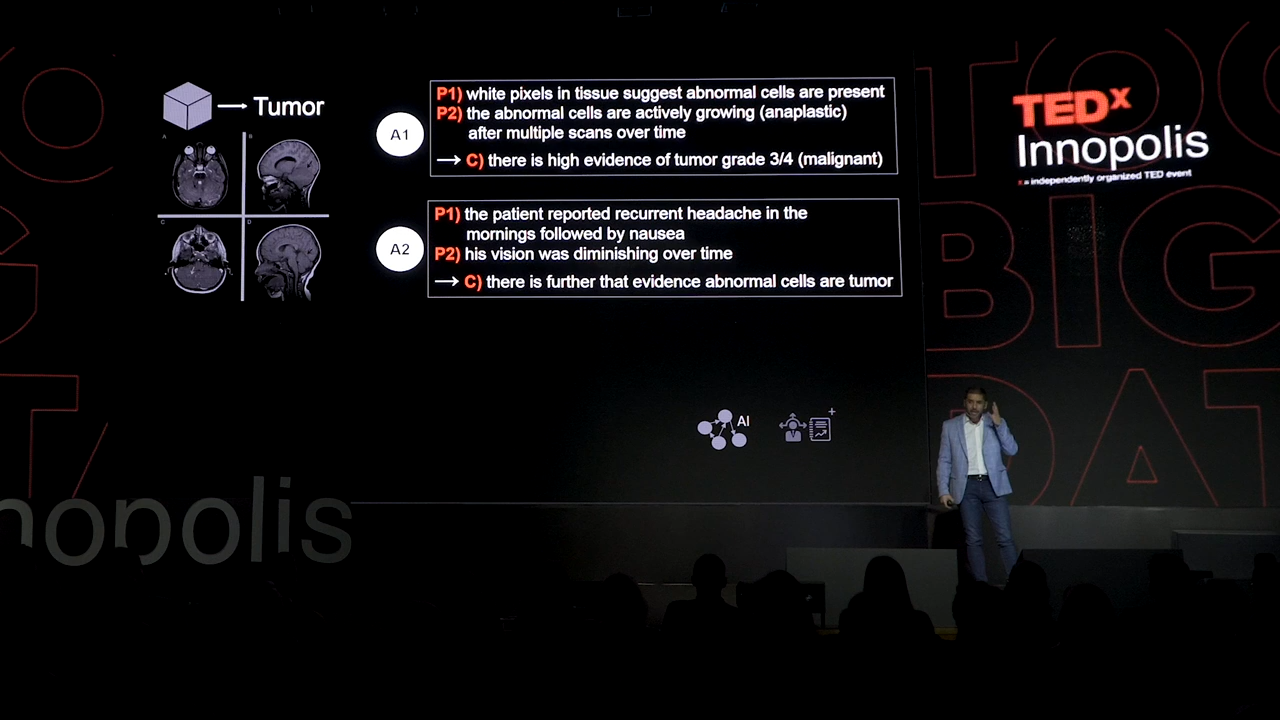 Tumor
A
B
C
D
A1
P1) white pixels in tissue suggest abnormal cells are present
P2) the abnormal cells are actively growing (anaplastic)
after multiple scans over time
→ C) there is high evidence of tumor grade 3/4 (malignant)
A2
P1) the patient reported recurrent headache in the
mornings followed by nausea
P2) his vision was diminishing over time
→ C) there is further that evidence abnormal cells are tumor
AI
TEDx
Innopolis
x = independently organized TED event
TOO
BIG
DAT
nopolis